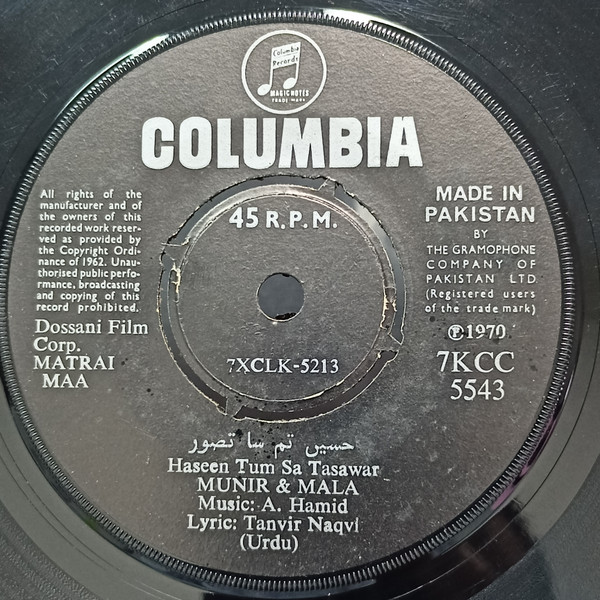 Columbia
Records
MAGIC NOTES
TRADE MARK
COLUMBIA
45 R.P.M.
All rights of the
manufacturer and of
the owners of this
recorded work reser-
ved as provided by
the Copyright Ordi-
nance of 1962. Unau-
thorised public perfo-
rmance, broadcasting
and copying of this
record prohibited.
Dossani Film
Corp.
MATRAI
MAA
MADE IN
PAKISTAN
BY
THE GRAMOPHONE
COMPANY OF
PAKISTAN LTD.
(Registered users
of the trade mark)
℗1970
7KCC
5543
7XCLK-5213
حسین تم سا تصور
Haseen Tum Sa Tasawar
MUNIR & MALA
Music: A. Hamid
Lyric: Tanvir Naqvi
(Urdu)